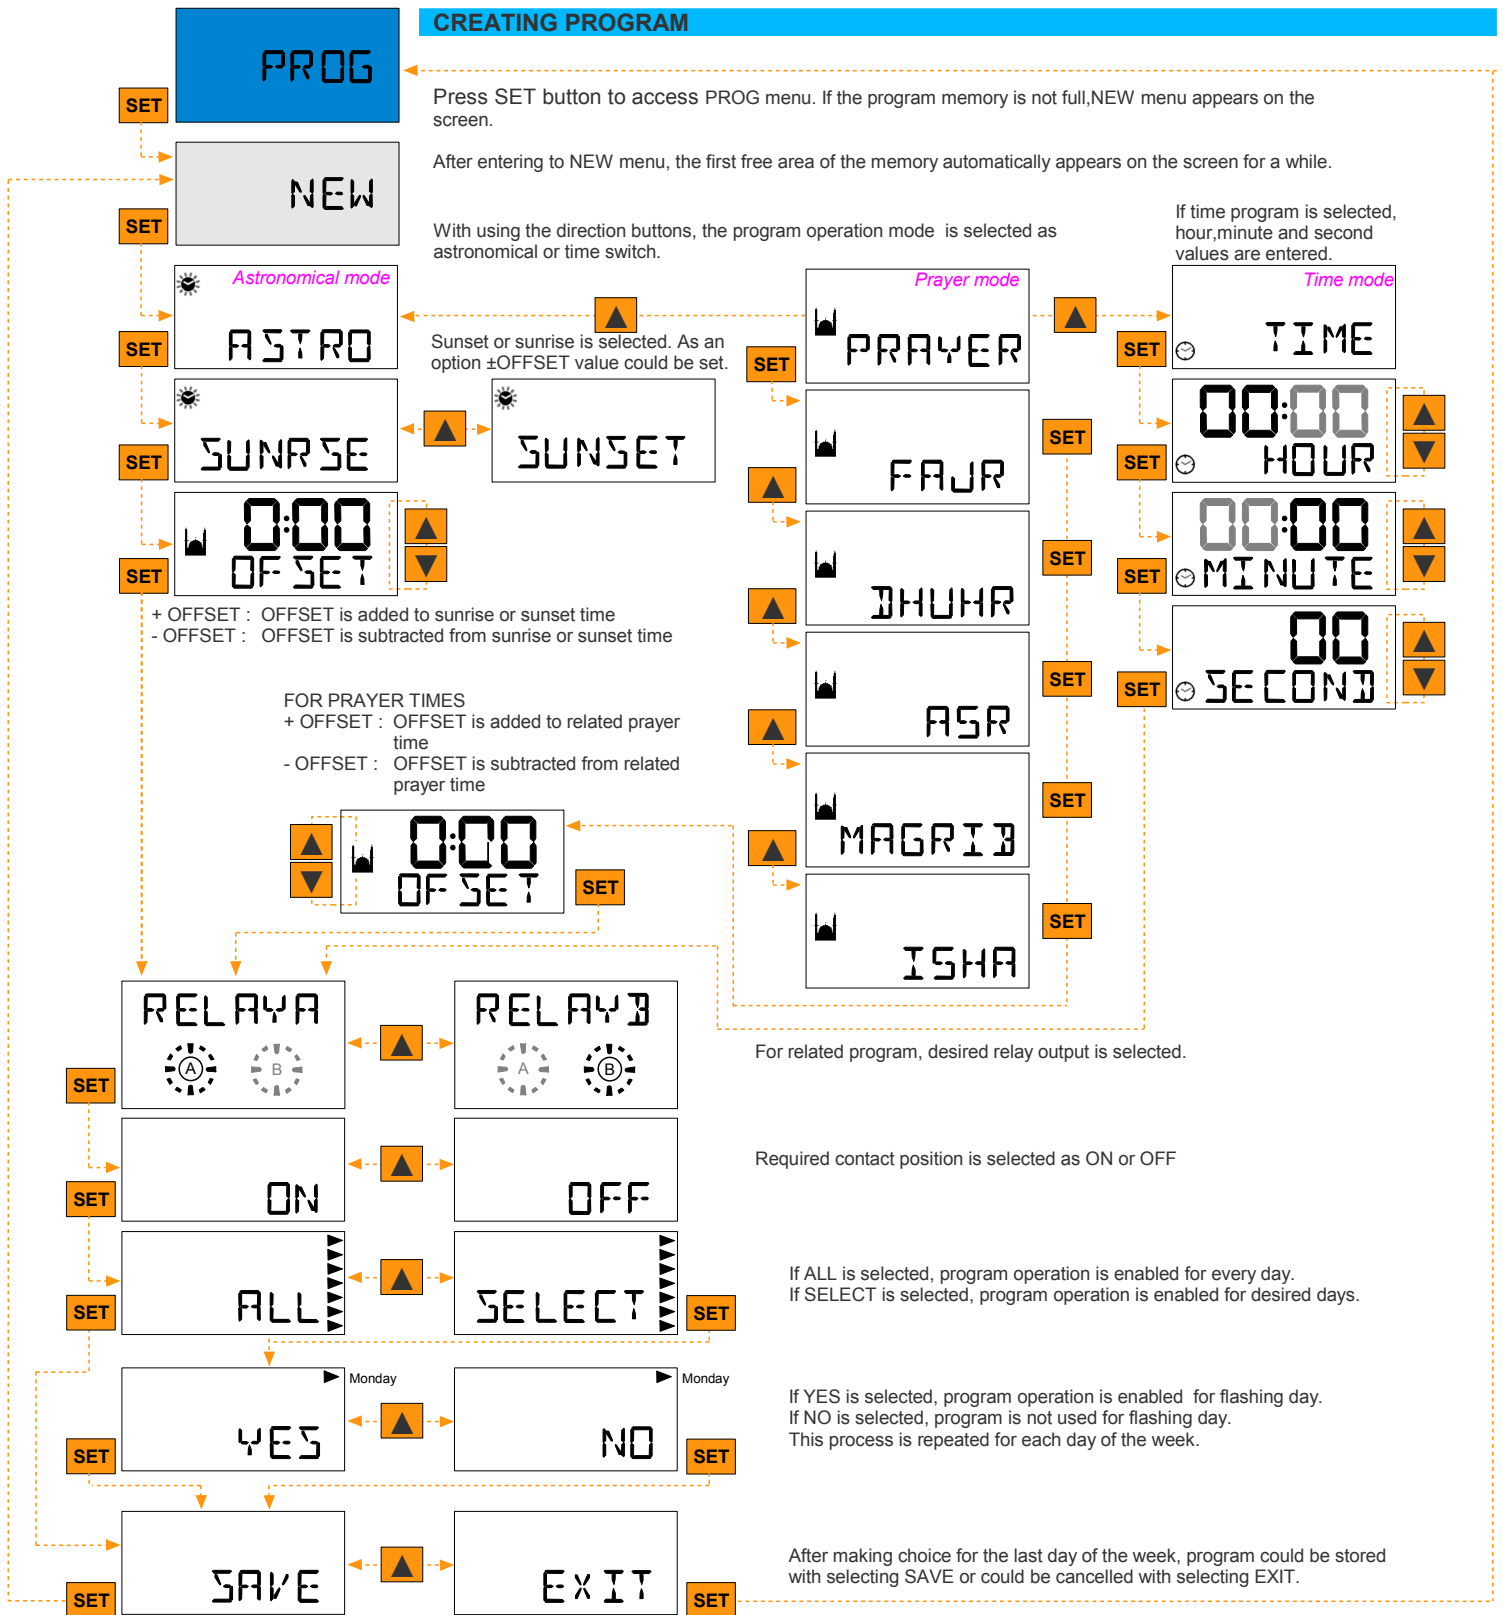 CREATING PROGRAM
PROG
SET
Press SET button to access PROG menu. If the program memory is not full,NEW menu appears on the
screen.
After entering to NEW menu, the first free area of the memory automatically appears on the screen for a while.
NEW
SET
With using the direction buttons, the program operation mode  is selected as
astronomical or time switch.
If time program is selected,
hour,minute and second
values are entered.
Astronomical mode
ASTRO
SET
Sunset or sunrise is selected. As an
option ±OFFSET value could be set.
Prayer mode
PRAYER
SET
Time mode
TIME
SET
SUNRSE
SET
SUNSET
FAJR
SET
00:00
HOUR
SET
0:00
OFSET
SET
DHUHR
SET
00:00
MINUTE
SET
+ OFFSET :  OFFSET is added to sunrise or sunset time
- OFFSET :   OFFSET is subtracted from sunrise or sunset time
ASR
SET
00
SECOND
SET
FOR PRAYER TIMES
+ OFFSET :  OFFSET is added to related prayer
time
- OFFSET :   OFFSET is subtracted from related
prayer time
MAGRIB
SET
0:00
OFSET
SET
ISHA
SET
RELAYA
A
B
SET
RELAYB
A
B
For related program, desired relay output is selected.
ON
SET
OFF
Required contact position is selected as ON or OFF
ALL
SET
SELECT
SET
If ALL is selected, program operation is enabled for every day.
If SELECT is selected, program operation is enabled for desired days.
Monday
YES
SET
Monday
NO
SET
If YES is selected, program operation is enabled  for flashing day.
If NO is selected, program is not used for flashing day.
This process is repeated for each day of the week.
SAVE
SET
EXIT
SET
After making choice for the last day of the week, program could be stored
with selecting SAVE or could be cancelled with selecting EXIT.